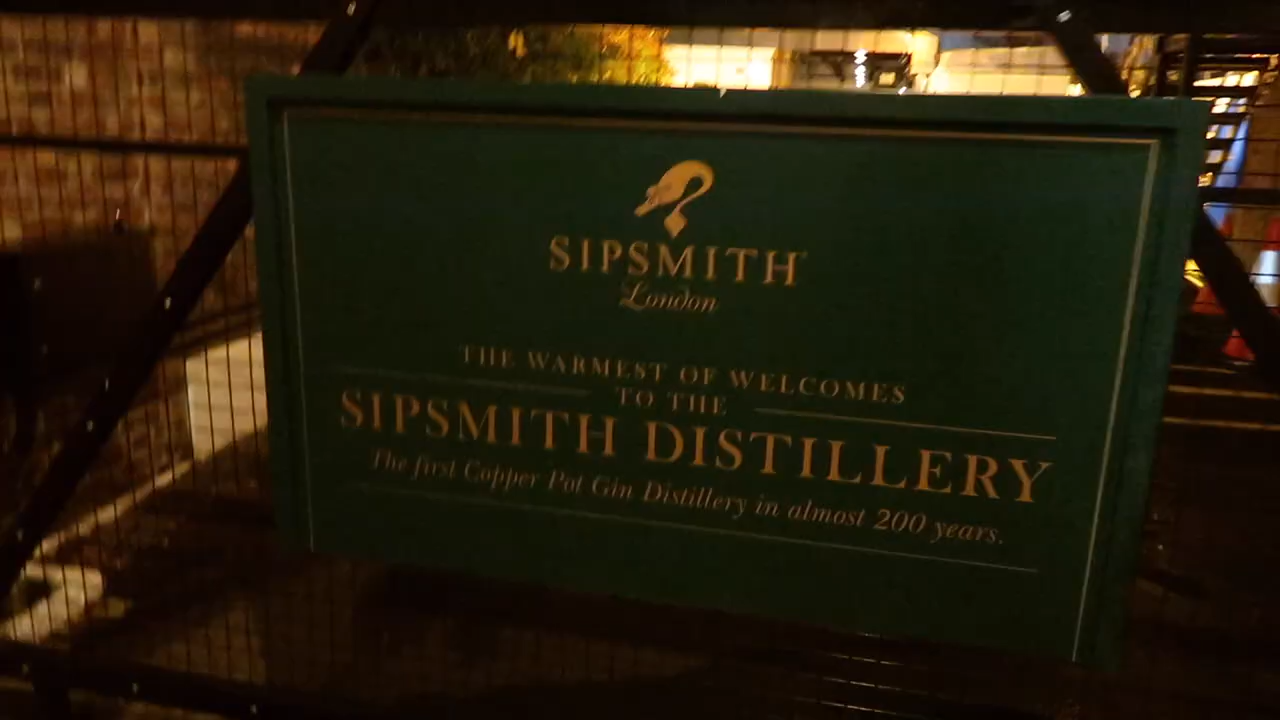 SIPSMITH
London
THE WARMEST OF WELCOMES
TO THE
SIPSMITH DISTILLERY
The first Copper Pot Gin Distillery in almost 200 years.